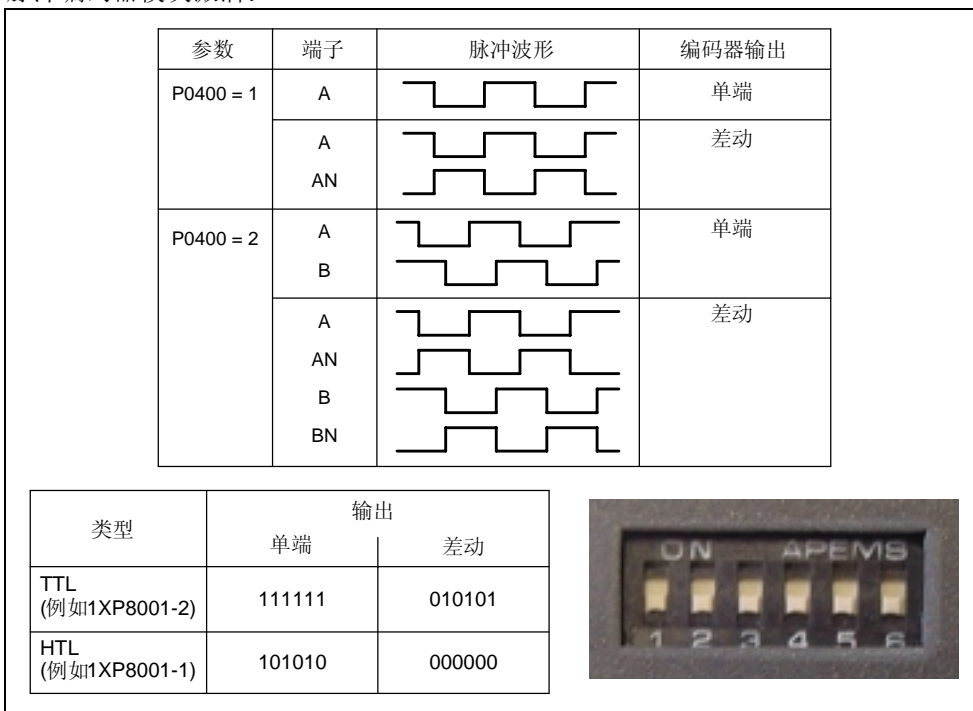 参数 端子 脉冲波形 编码器输出
P0400 = 1 A 单端
A 差动
AN
P0400 = 2 A 单端
B
A 差动
AN
B
BN
类型 输出
单端 差动
TTL
(例如1XP8001-2) 111111 010101
HTL
(例如1XP8001-1) 101010 000000
ON APEMS
1 2 3 4 5 6